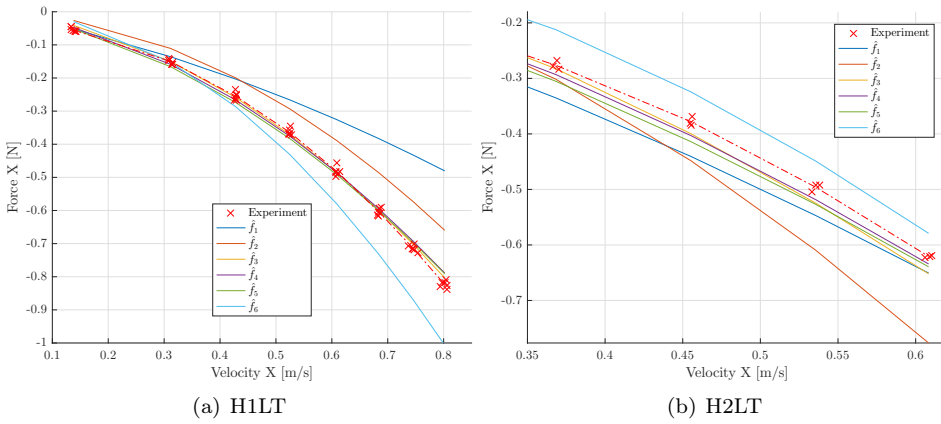 0
-0.1
-0.2
-0.3
-0.4
-0.5
-0.6
-0.7
-0.8
-0.9
-1
Force X [N]
0.1 0.2 0.3 0.4 0.5 0.6 0.7 0.8
Velocity X [m/s]
Experiment
f̂₁
f̂₂
f̂₃
f̂₄
f̂₅
f̂₆
(a) H1LT
-0.2
-0.3
-0.4
-0.5
-0.6
-0.7
Force X [N]
0.35 0.4 0.45 0.5 0.55 0.6
Velocity X [m/s]
Experiment
f̂₁
f̂₂
f̂₃
f̂₄
f̂₅
f̂₆
(b) H2LT